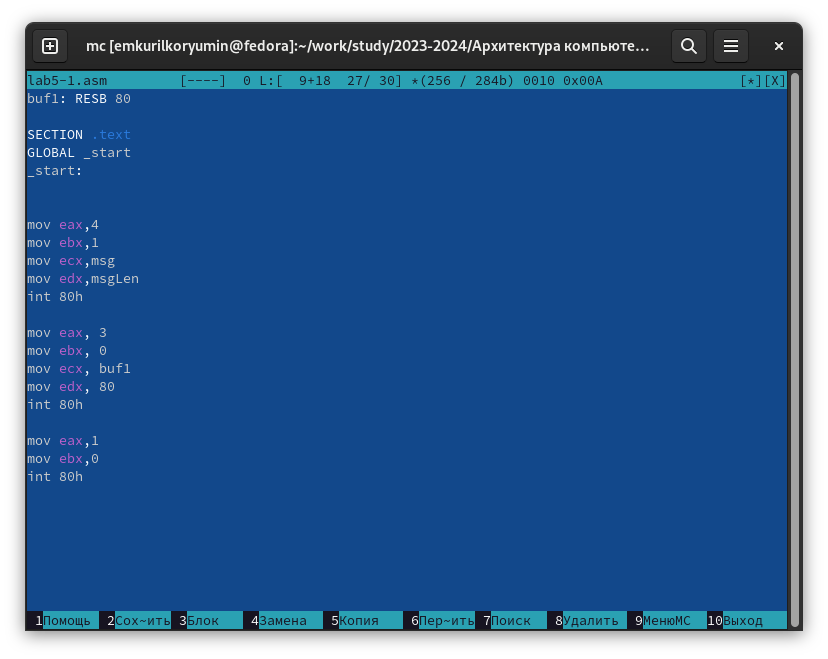 mc [emkurilkoryumin@fedora]:~/work/study/2023-2024/Архитектура компьюте...
lab5-1.asm [----] 0 L:[ 9+18 27/ 30] *(256 / 284b) 0010 0x00A [*][X]
buf1: RESB 80
SECTION .text
GLOBAL _start
_start:
mov eax,4
mov ebx,1
mov ecx,msg
mov edx,msgLen
int 80h
mov eax, 3
mov ebx, 0
mov ecx, buf1
mov edx, 80
int 80h
mov eax,1
mov ebx,0
int 80h
1Помощь 2Сох~ить 3Блок 4Замена 5Копия 6Пер~ить 7Поиск 8Удалить 9МенюМС 10Выход